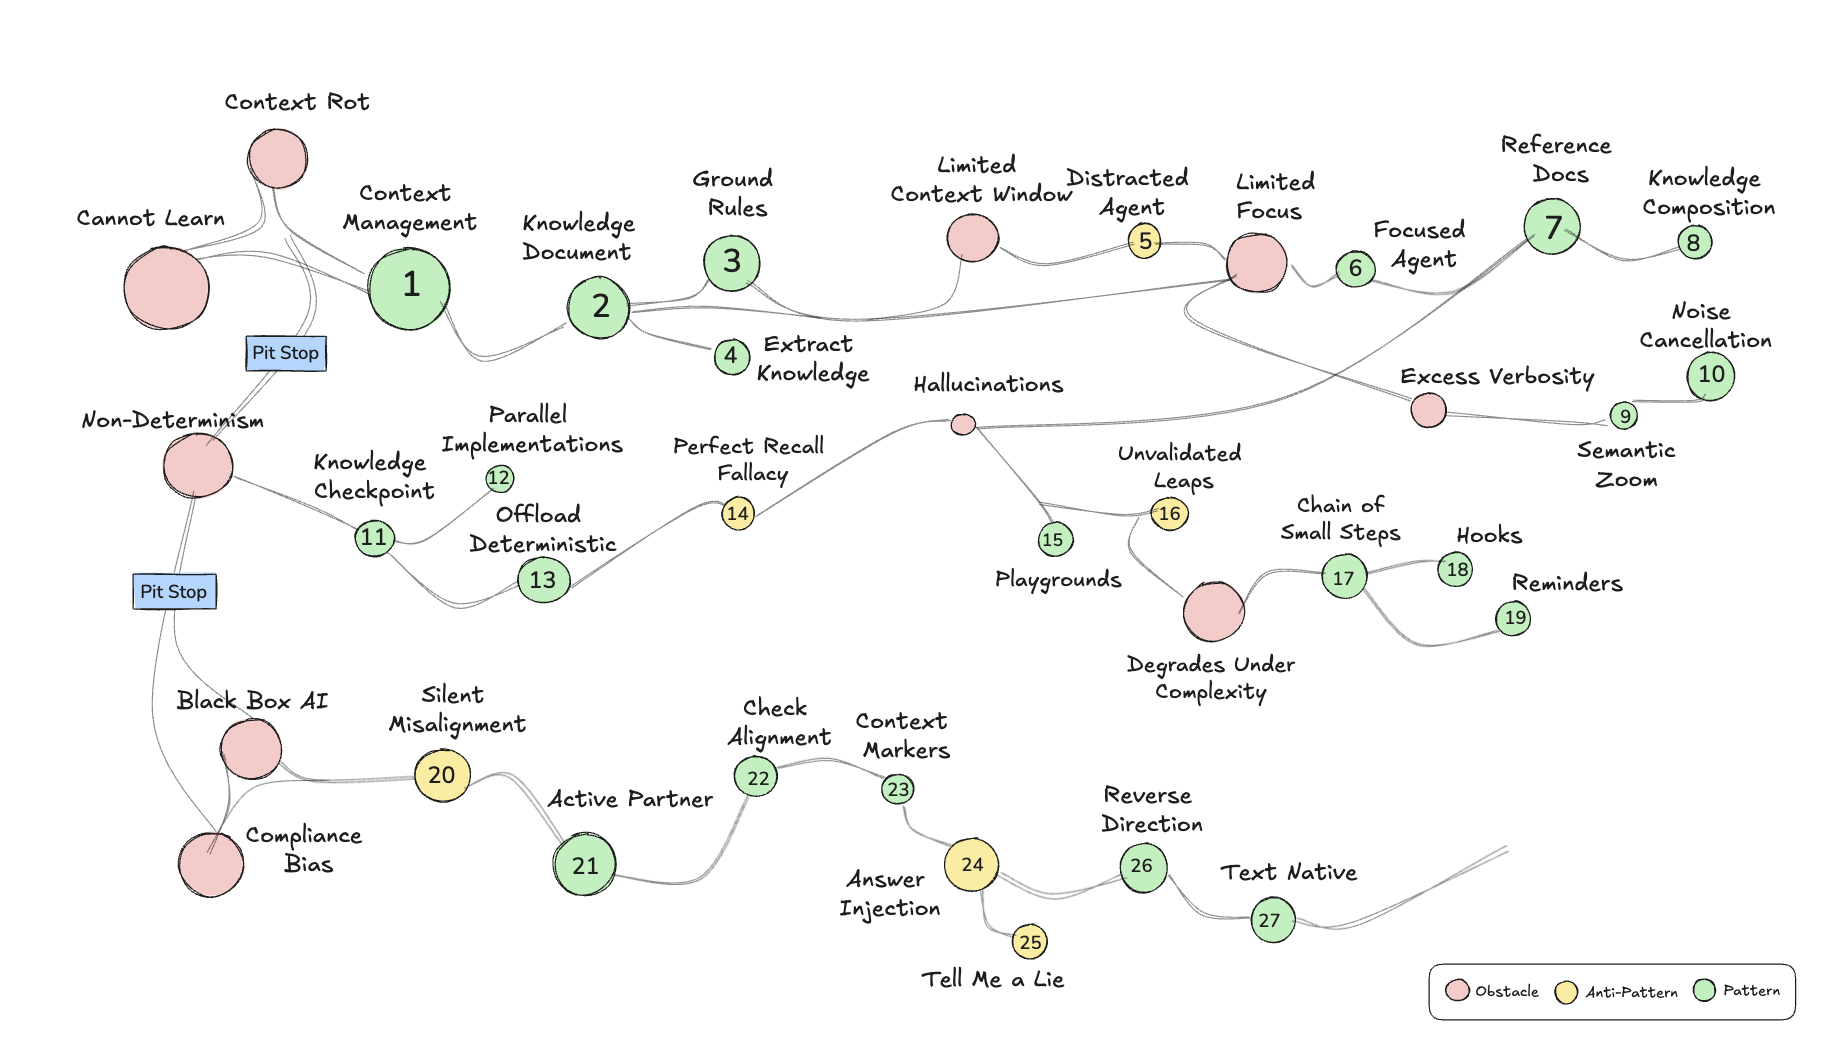 Context Rot
Cannot Learn
Context
Management
1
Knowledge
Document
2
Ground
Rules
3
4
Extract
Knowledge
Limited
Context Window
Distracted
Agent
5
Limited
Focus
6
Focused
Agent
Reference
Docs
7
Knowledge
Composition
8
Noise
Cancellation
10
Excess Verbosity
9
Semantic
Zoom
Pit Stop
Non-Determinism
Knowledge
Checkpoint
11
Parallel
Implementations
12
Offload
Deterministic
13
Perfect Recall
Fallacy
14
Hallucinations
15
Playgrounds
Unvalidated
Leaps
16
Degrades Under
Complexity
Chain of
Small Steps
17
Hooks
18
Reminders
19
Pit Stop
Black Box AI
Compliance
Bias
Silent
Misalignment
20
Active Partner
21
Check
Alignment
22
Context
Markers
23
24
Answer
Injection
25
Tell Me a Lie
Reverse
Direction
26
Text Native
27
Obstacle
Anti-Pattern
Pattern